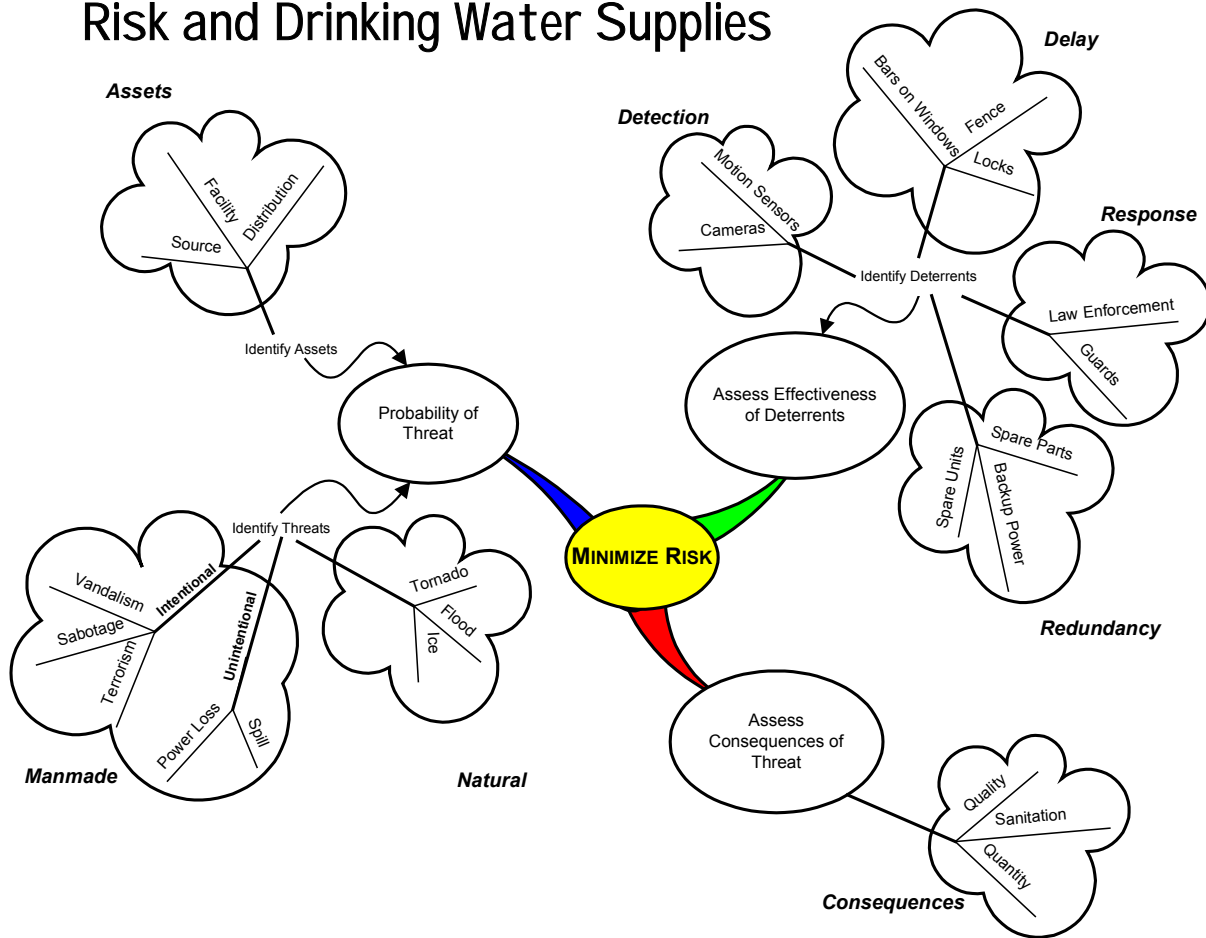 Risk and Drinking Water Supplies
Assets
Facility
Distribution
Source
Identify Assets
Probability of
Threat
Identify Threats
Intentional
Vandalism
Sabotage
Terrorism
Unintentional
Power Loss
Spill
Manmade
Tornado
Flood
Ice
Natural
Detection
Motion Sensors
Cameras
Delay
Bars on Windows
Fence
Locks
Identify Deterrents
Response
Law Enforcement
Guards
Assess Effectiveness
of Deterrents
Spare Parts
Spare Units
Backup Power
Redundancy
MINIMIZE RISK
Assess
Consequences of
Threat
Quality
Sanitation
Quantity
Consequences